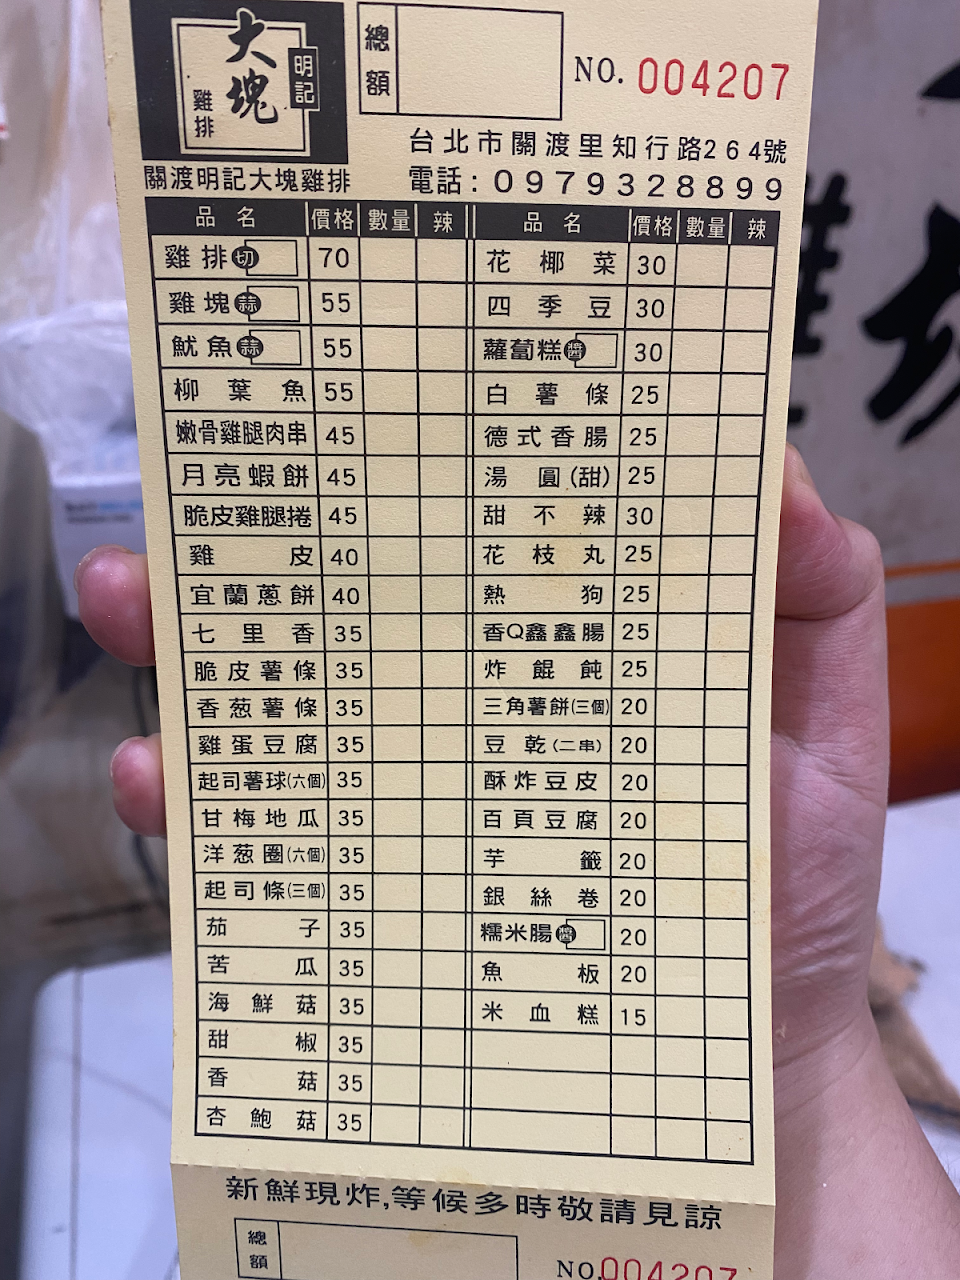 大塊
明記
雞排
總額
NO. 004207
台北市關渡里知行路264號
關渡明記大塊雞排
電話:0979328899
品名 價格 數量 辣 品名 價格 數量 辣
雞排切 70 花椰菜 30
雞塊蒜 55 四季豆 30
魷魚蒜 55 蘿蔔糕醬 30
柳葉魚 55 白薯條 25
嫩骨雞腿肉串 45 德式香腸 25
月亮蝦餅 45 湯圓(甜) 25
脆皮雞腿捲 45 甜不辣 30
雞皮 40 花枝丸 25
宜蘭蔥餅 40 熱狗 25
七里香 35 香Q鑫鑫腸 25
脆皮薯條 35 炸餛飩 25
香葱薯條 35 三角薯餅(三個) 20
雞蛋豆腐 35 豆乾(二串) 20
起司薯球(六個) 35 酥炸豆皮 20
甘梅地瓜 35 百頁豆腐 20
洋葱圈(六個) 35 芋籤 20
起司條(三個) 35 銀絲卷 20
茄子 35 糯米腸醬 20
苦瓜 35 魚板 20
海鮮菇 35 米血糕 15
甜椒 35
香菇 35
杏鮑菇 35
新鮮現炸,等候多時敬請見諒
總額
NO.004207